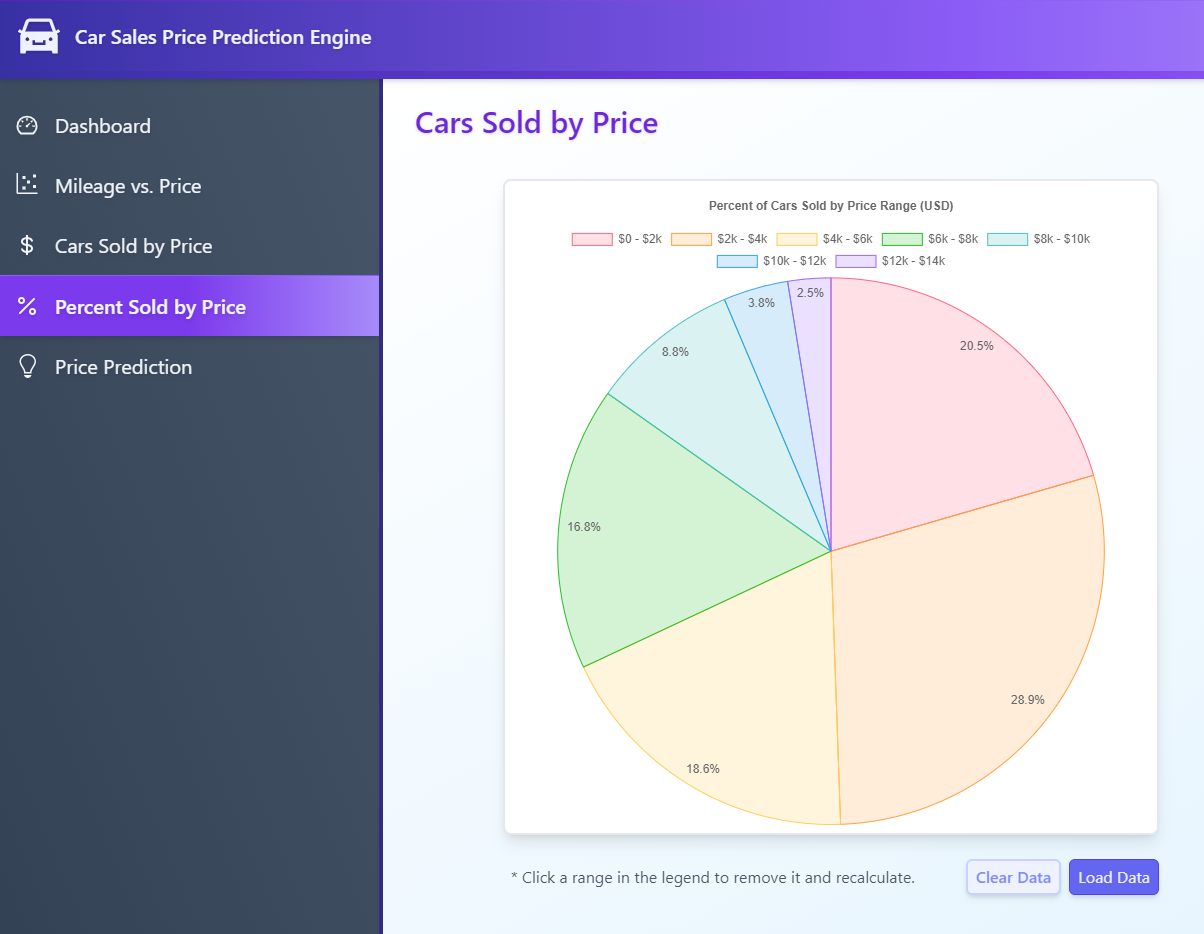 Car Sales Price Prediction Engine
Dashboard
Mileage vs. Price
Cars Sold by Price
Percent Sold by Price
Price Prediction
Cars Sold by Price
Percent of Cars Sold by Price Range (USD)
$0 - $2k $2k - $4k $4k - $6k $6k - $8k $8k - $10k
$10k - $12k $12k - $14k
2.5%
3.8%
20.5%
8.8%
16.8%
28.9%
18.6%
* Click a range in the legend to remove it and recalculate.
Clear Data Load Data